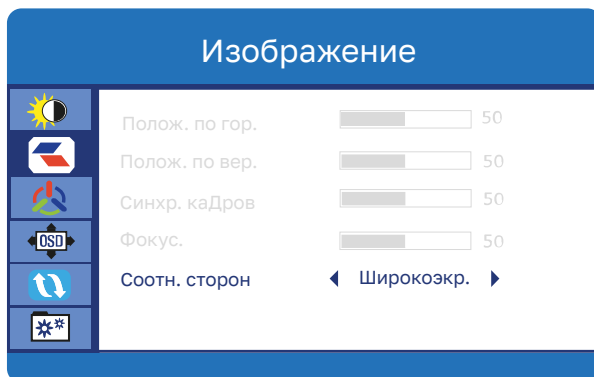 Изображение
Полож. по гор. 50
Полож. по вер. 50
Синхр. каДров 50
Фокус. 50
OSD
Соотн. сторон Широкоэкр.